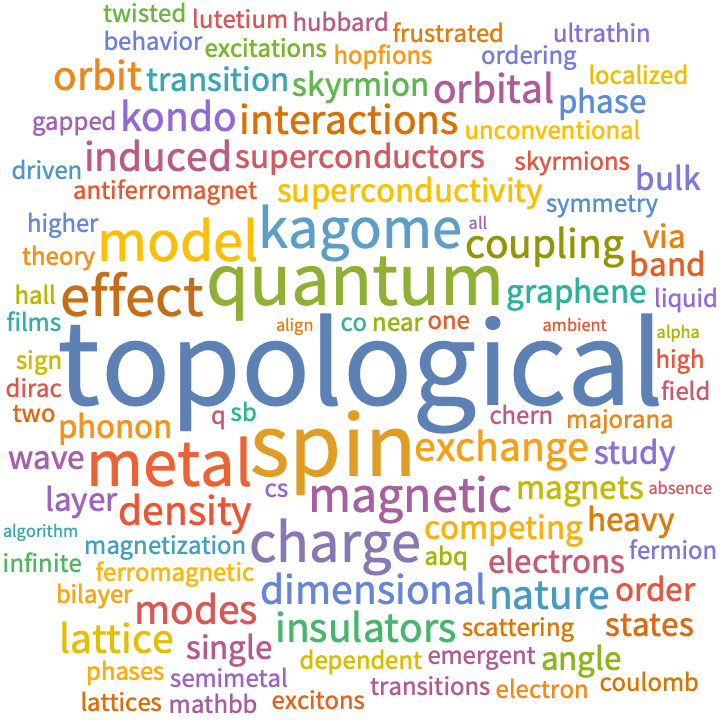 twisted lutetium hubbard frustrated ultrathin
behavior excitations hopfions ordering
orbit transition skyrmion orbital localized
gapped kondo interactions phase
unconventional
driven induced superconductors skyrmions bulk
antiferromagnet superconductivity symmetry
higher model kagome all coupling via
theory band
hall effect quantum graphene liquid
films align co near one ambient alpha
sign topological high
dirac field
two phonon q sb chern majorana
wave metal spin exchange study
layer density cs magnetic magnets absence
algorithm magnetization charge competing heavy
infinite ferromagnetic abq electrons fermion
bilayer modes dimensional nature order
lattice single insulators scattering states
phases semimetal dependent emergent angle
lattices mathbb excitons transitions electron coulomb